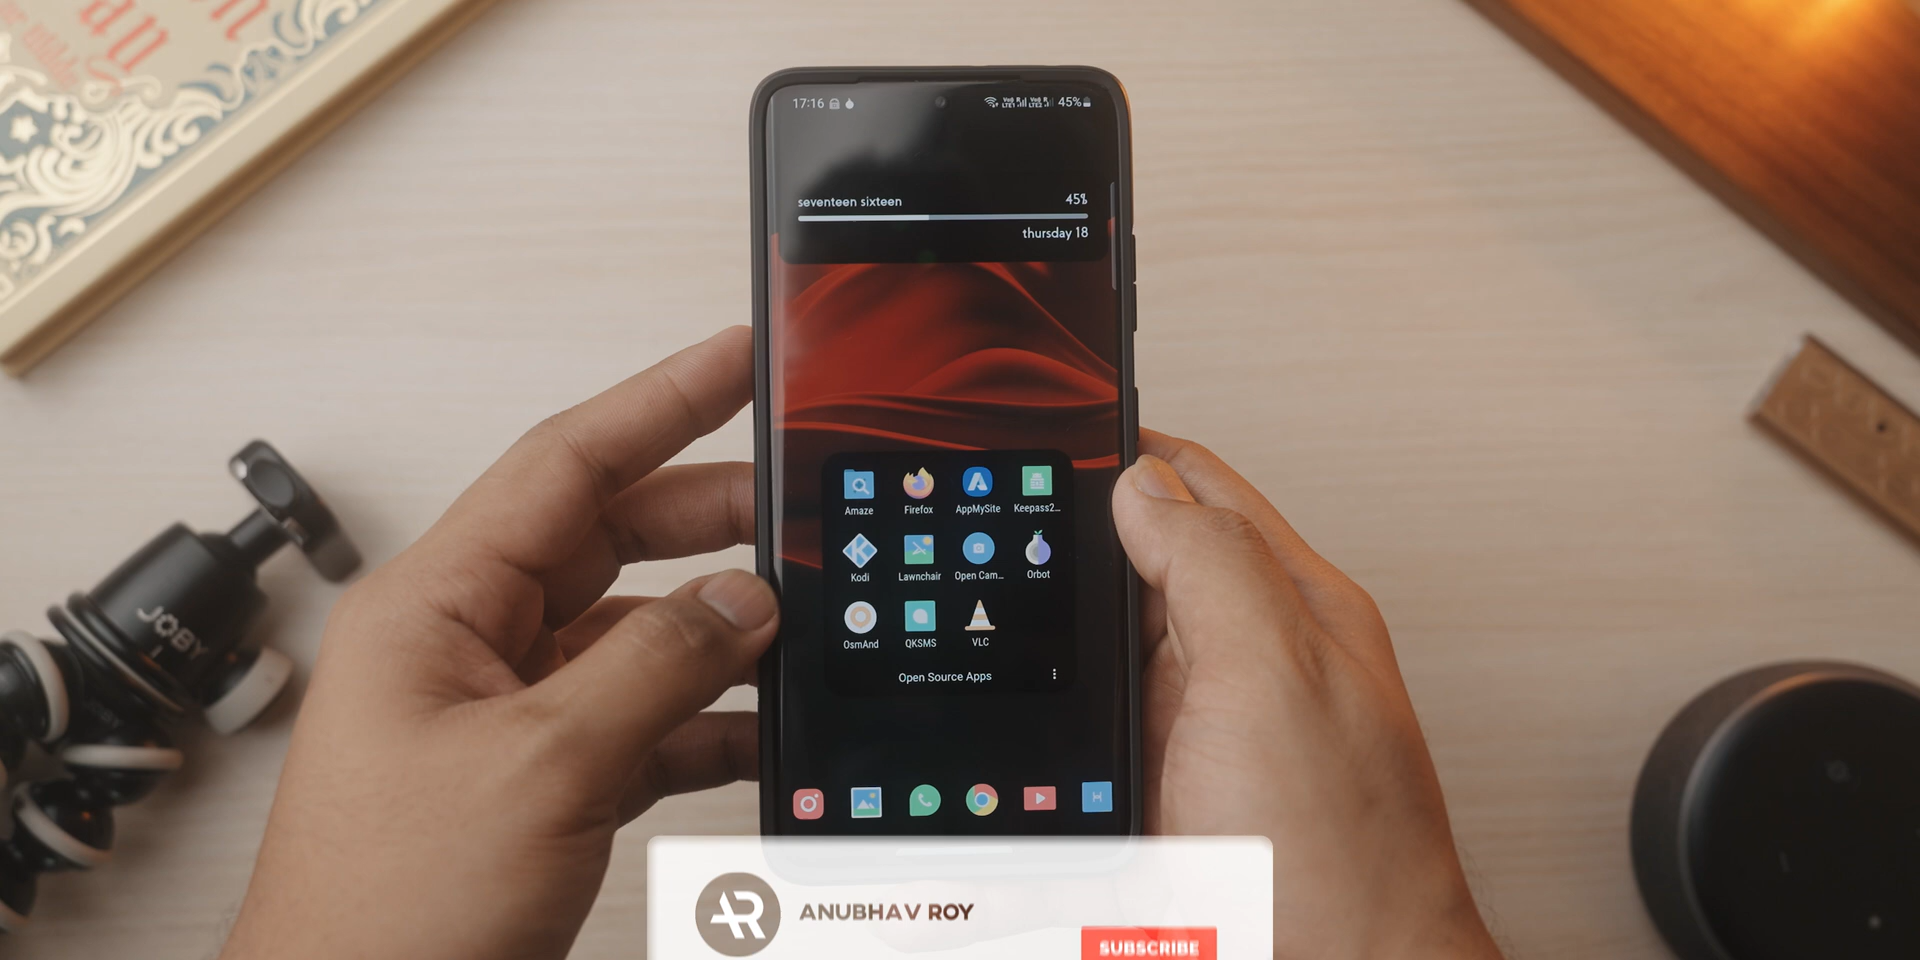 17:16
45%
seventeen sixteen 45%
thursday 18
Amaze Firefox AppMySite Keepass2...
Kodi Lawnchair Open Cam... Orbot
OsmAnd QKSMS VLC
Open Source Apps
JOBY
ANUBHAV ROY
SUBSCRIBE